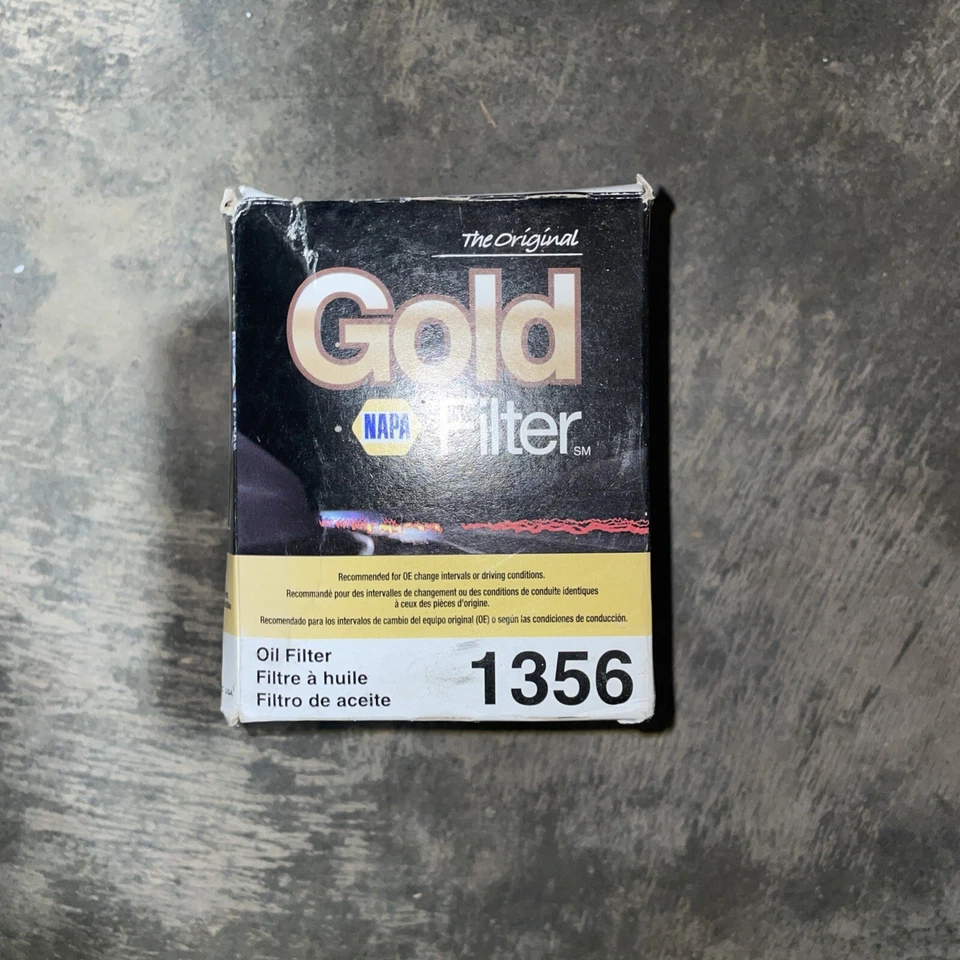 The Original
Gold
NAPA Filter SM
Recommended for OE change intervals or driving conditions.
Recommandé pour des intervalles de changement ou des conditions de conduite identiques
à ceux des pièces d'origine.
Recomendado para los intervalos de cambio del equipo original (OE) o según las condiciones de conducción.
Oil Filter
Filtre à huile
Filtro de aceite
1356